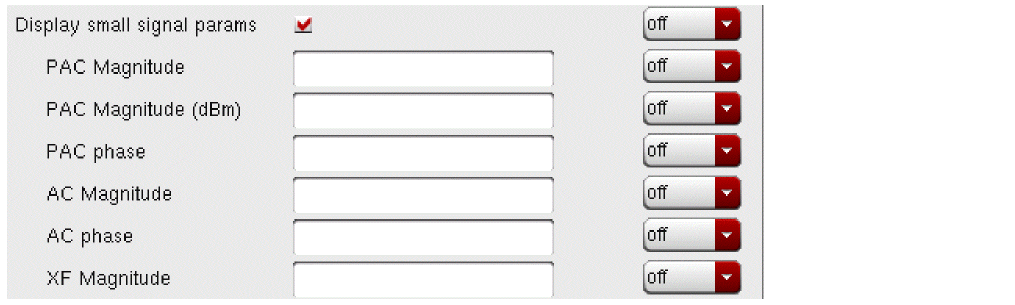 Display small signal params off
PAC Magnitude off
PAC Magnitude (dBm) off
PAC phase off
AC Magnitude off
AC phase off
XF Magnitude off